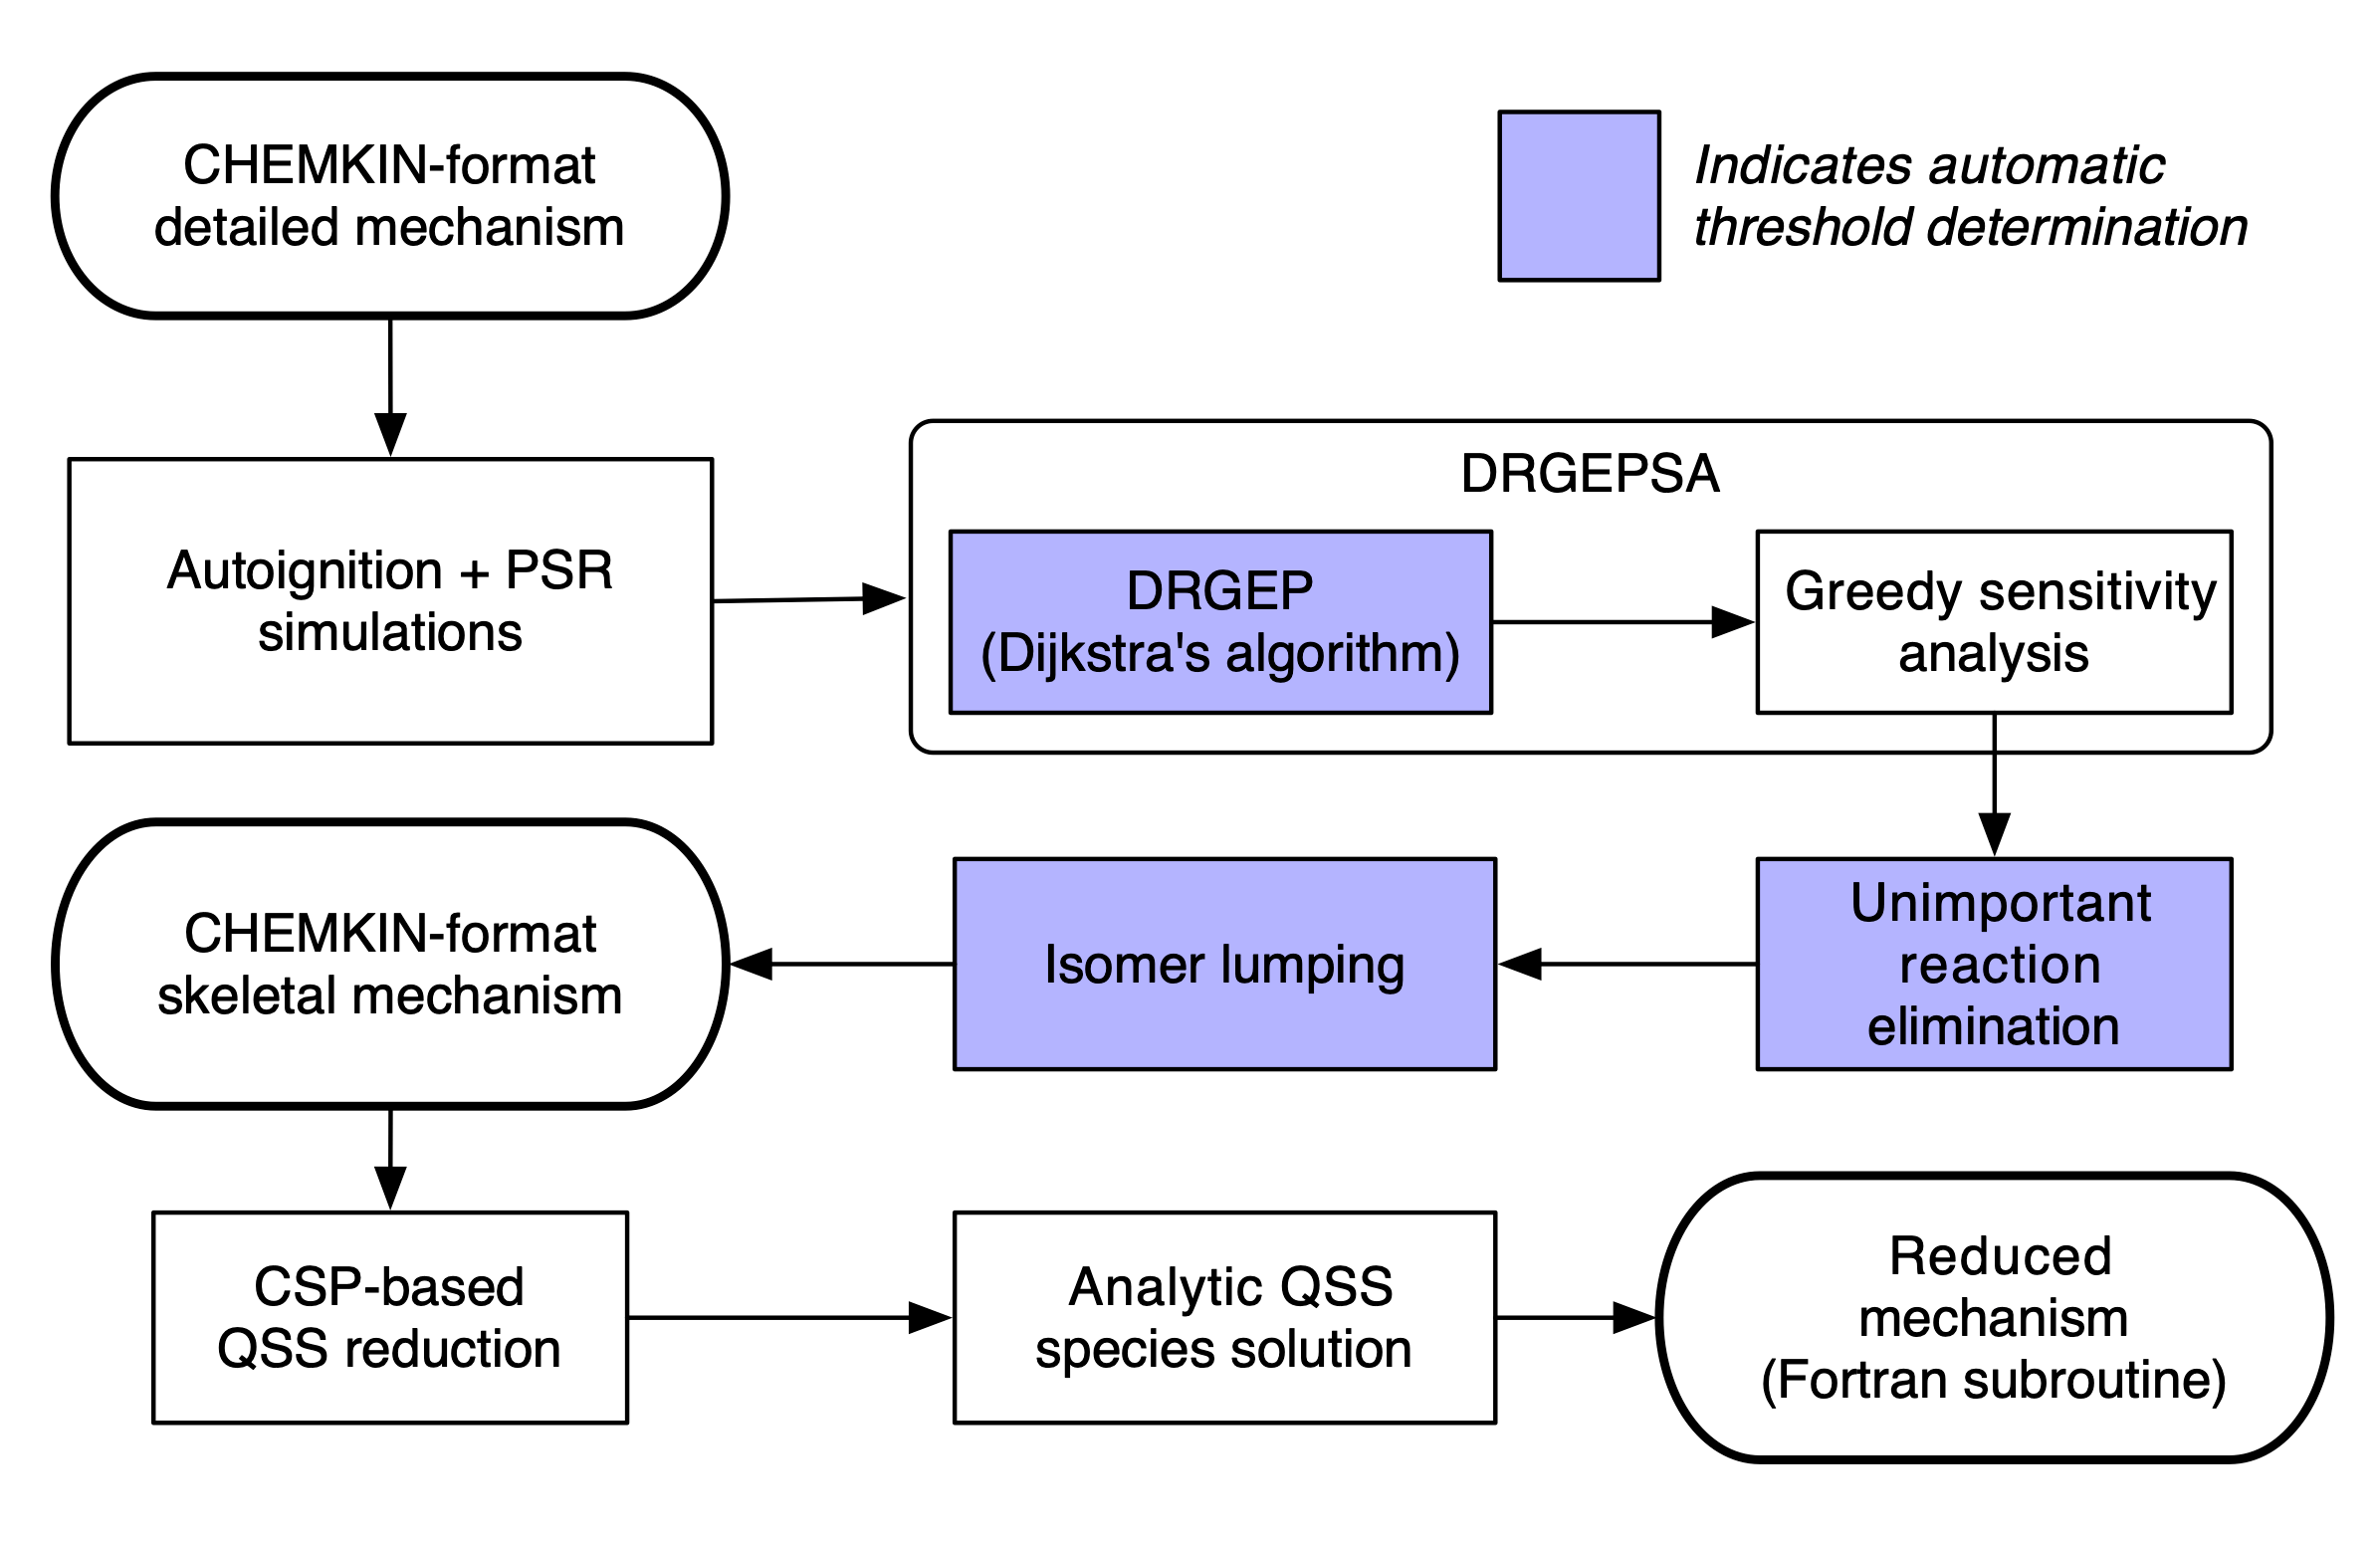 CHEMKIN-format
detailed mechanism
Indicates automatic
threshold determination
Autoignition + PSR
simulations
DRGEPSA
DRGEP
(Dijkstra's algorithm)
Greedy sensitivity
analysis
Unimportant
reaction
elimination
Isomer lumping
CHEMKIN-format
skeletal mechanism
CSP-based
QSS reduction
Analytic QSS
species solution
Reduced
mechanism
(Fortran subroutine)